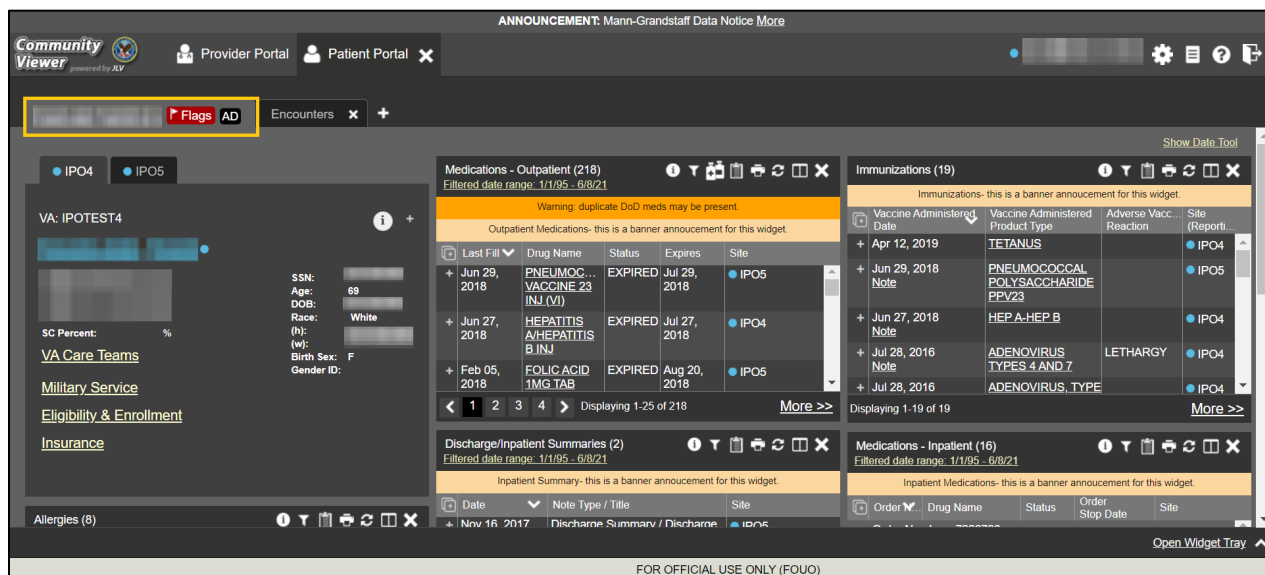 ANNOUNCEMENT: Mann-Grandstaff Data Notice More
Community
Viewer powered by JLV
Provider Portal
Patient Portal
Flags AD
Encounters
Show Date Tool
IPO4
IPO5
VA: IPOTEST4
SSN:
Age: 69
DOB:
Race: White
(h):
(w):
Birth Sex: F
Gender ID:
SC Percent: %
VA Care Teams
Military Service
Eligibility & Enrollment
Insurance
Allergies (8)
Medications - Outpatient (218)
Filtered date range: 1/1/95 - 6/8/21
Warning: duplicate DoD meds may be present.
Outpatient Medications- this is a banner annoucement for this widget.
Last Fill Drug Name Status Expires Site
+ Jun 29, PNEUMOC... EXPIRED Jul 29, IPO5
2018 VACCINE 23 2018
INJ (VI)
+ Jun 27, HEPATITIS EXPIRED Jul 27, IPO4
2018 A/HEPATITIS 2018
B INJ
+ Feb 05, FOLIC ACID EXPIRED Aug 20, IPO5
2018 1MG TAB 2018
1 2 3 4 Displaying 1-25 of 218 More >>
Immunizations (19)
Immunizations- this is a banner annoucement for this widget.
Vaccine Administered Vaccine Administered Adverse Vacc... Site
Date Product Type Reaction (Reporti...
+ Apr 12, 2019 TETANUS IPO4
+ Jun 29, 2018 PNEUMOCOCCAL IPO5
Note POLYSACCHARIDE
PPV23
+ Jun 27, 2018 HEP A-HEP B IPO4
Note
+ Jul 28, 2016 ADENOVIRUS LETHARGY IPO4
Note TYPES 4 AND 7
+ Jul 28, 2016 ADENOVIRUS, TYPE IPO4
Displaying 1-19 of 19 More >>
Discharge/Inpatient Summaries (2)
Filtered date range: 1/1/95 - 6/8/21
Inpatient Summary- this is a banner annoucement for this widget.
Date Note Type / Title Site
+ Nov 16, 2017 Discharge Summary / Discharge IPO5
Medications - Inpatient (16)
Filtered date range: 1/1/95 - 6/8/21
Inpatient Medications- this is a banner annoucement for this widget.
Order Drug Name Status Order Site
Stop Date
Open Widget Tray
FOR OFFICIAL USE ONLY (FOUO)